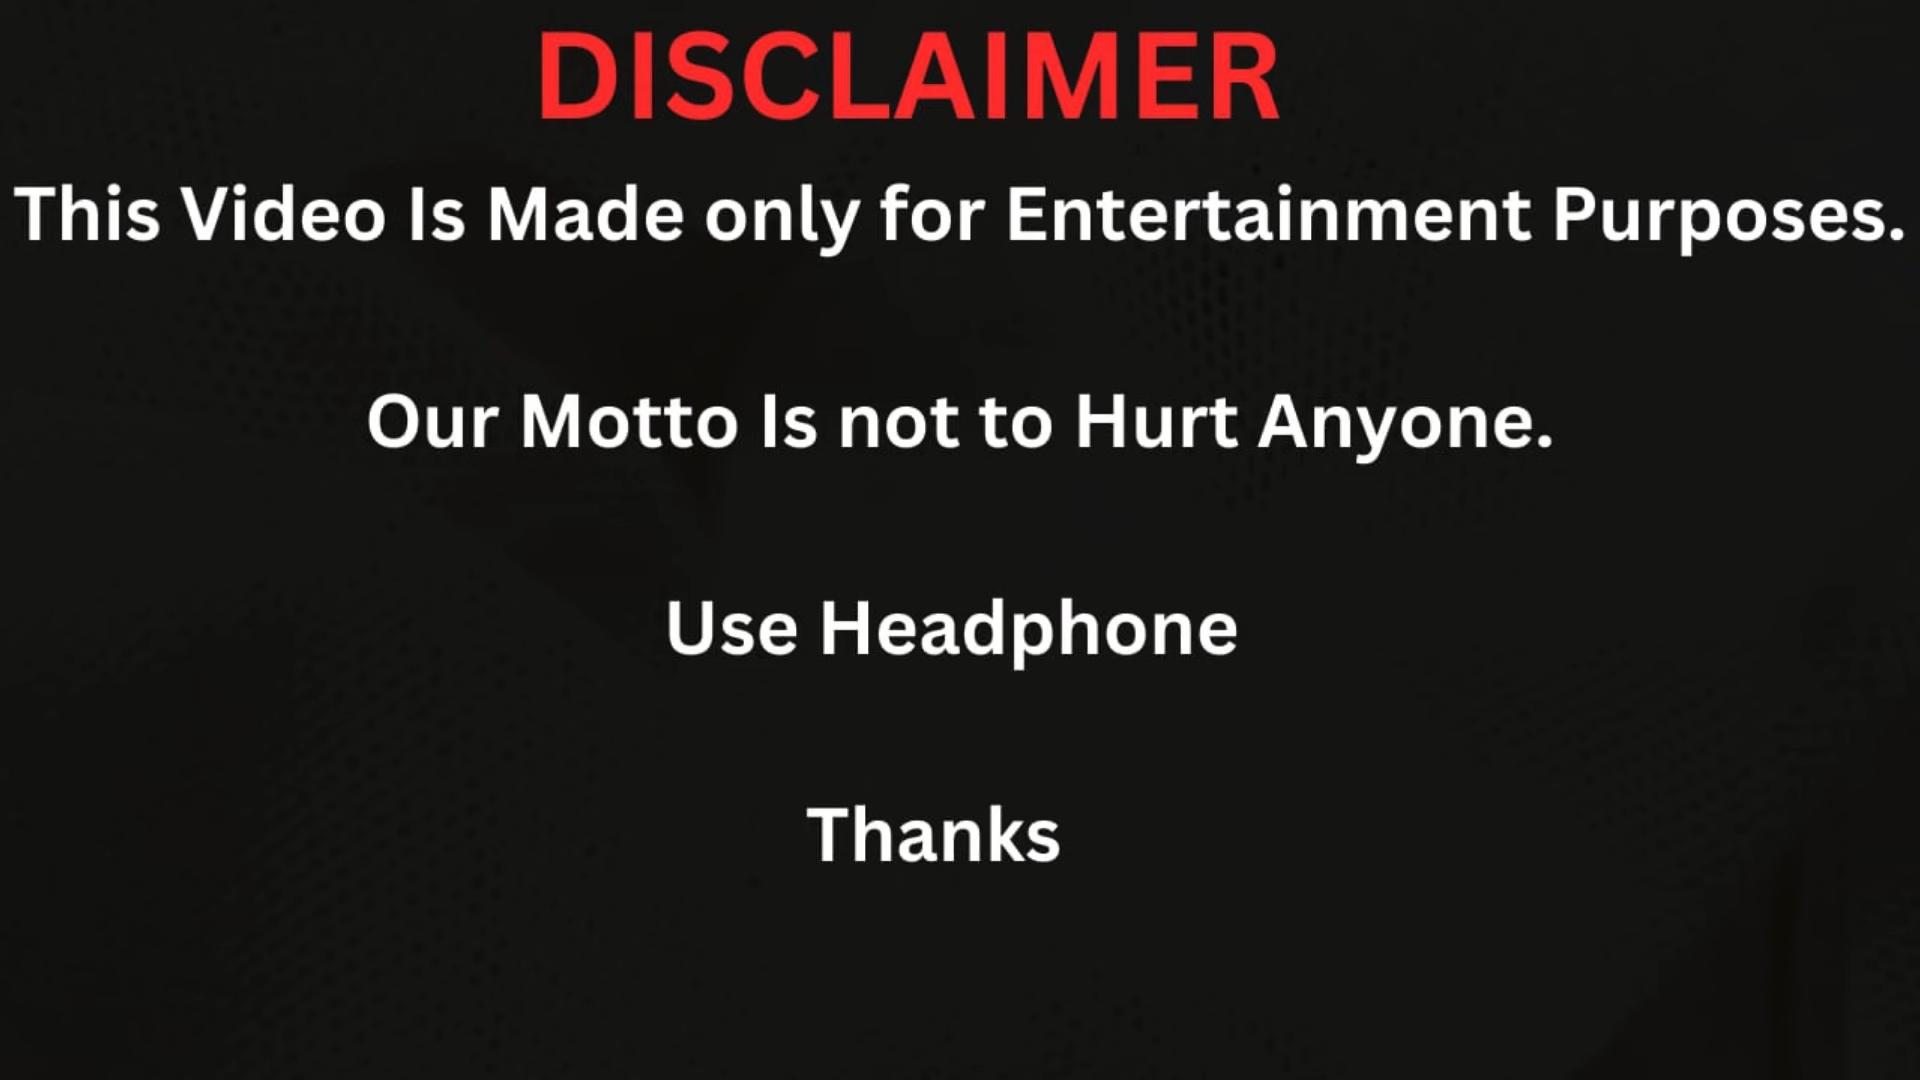 DISCLAIMER
This Video Is Made only for Entertainment Purposes.
Our Motto Is not to Hurt Anyone.
Use Headphone
Thanks